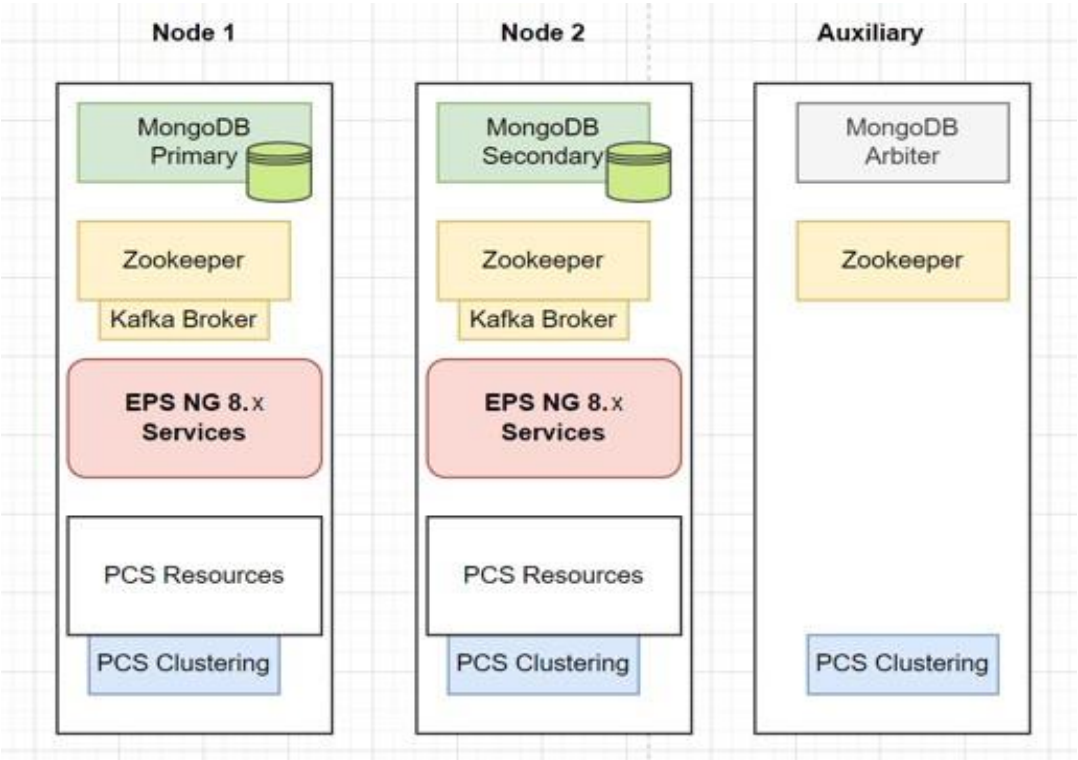 Node 1
Node 2
Auxiliary
MongoDB
Primary
MongoDB
Secondary
MongoDB
Arbiter
Zookeeper
Zookeeper
Zookeeper
Kafka Broker
Kafka Broker
EPS NG 8.x
Services
EPS NG 8.x
Services
PCS Resources
PCS Resources
PCS Clustering
PCS Clustering
PCS Clustering